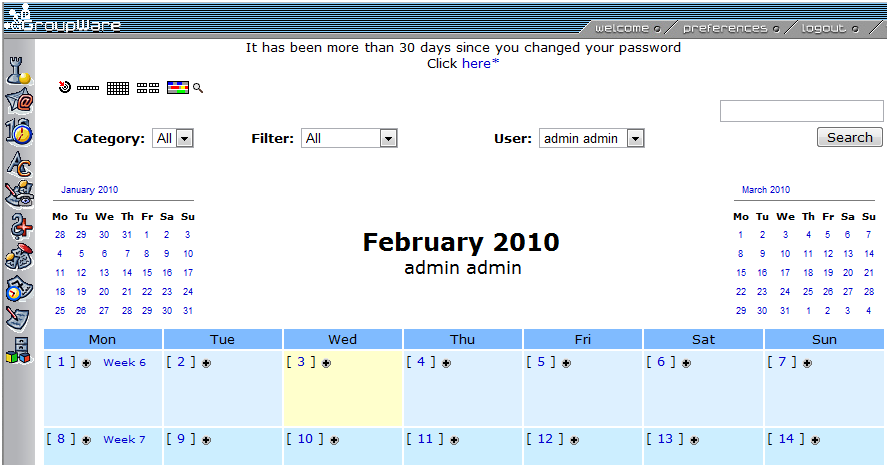 GroupWare
welcome preferences logout
It has been more than 30 days since you changed your password
Click here*
Category: All Filter: All User: admin admin Search
January 2010
Mo Tu We Th Fr Sa Su
28 29 30 31 1 2 3
4 5 6 7 8 9 10
11 12 13 14 15 16 17
18 19 20 21 22 23 24
25 26 27 28 29 30 31
February 2010
admin admin
March 2010
Mo Tu We Th Fr Sa Su
1 2 3 4 5 6 7
8 9 10 11 12 13 14
15 16 17 18 19 20 21
22 23 24 25 26 27 28
29 30 31 1 2 3 4
Mon Tue Wed Thu Fri Sat Sun
[ 1 ] Week 6 [ 2 ] [ 3 ] [ 4 ] [ 5 ] [ 6 ] [ 7 ]
[ 8 ] Week 7 [ 9 ] [ 10 ] [ 11 ] [ 12 ] [ 13 ] [ 14 ]